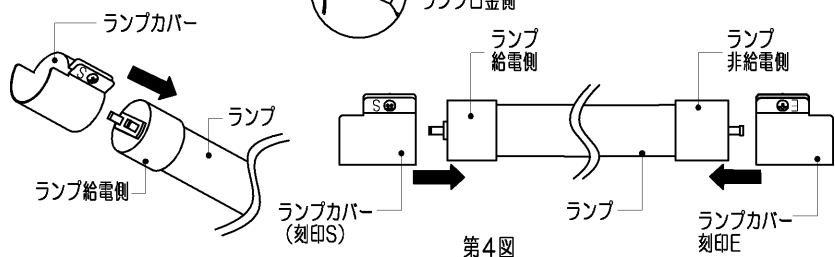 ランプ口金側
ランプカバー
S
ランプ
ランプ給電側
ランプ
給電側
ランプ
非給電側
S
E
ランプカバー
（刻印S）
ランプ
ランプカバー
刻印E
第4図